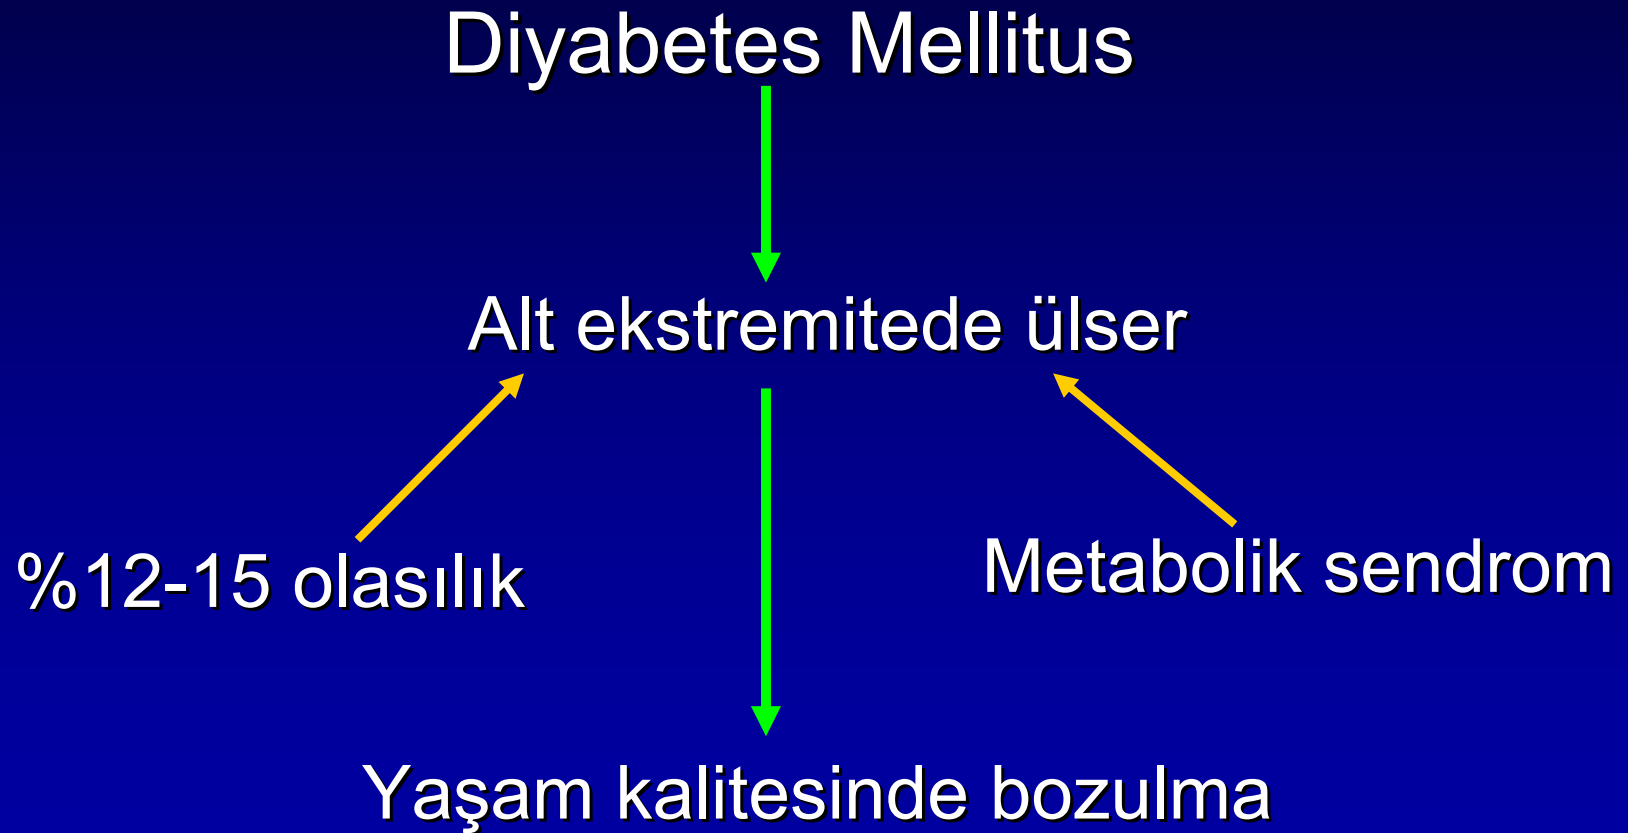 Diyabetes Mellitus
Alt ekstremitede ülser
%12-15 olasılık
Metabolik sendrom
Yaşam kalitesinde bozulma